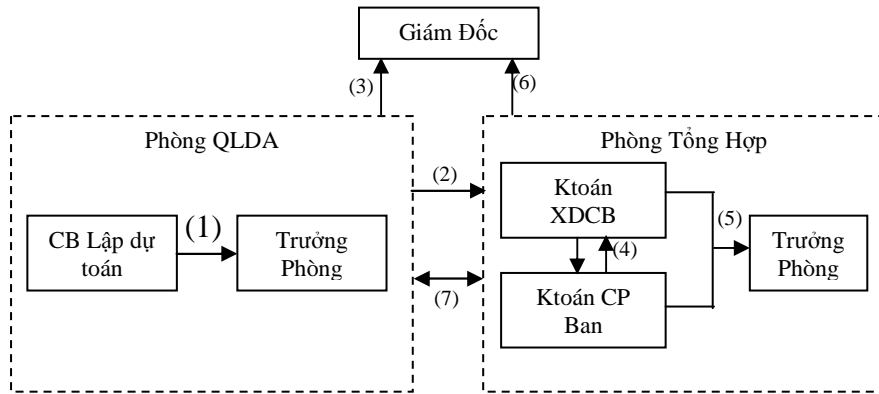 Giám Đốc
(3)
(6)
Phòng QLDA
Phòng Tổng Hợp
(2)
Ktoán
XDCB
CB Lập dự
toán
(1)
Trưởng
Phòng
(4)
(5)
Trưởng
Phòng
(7)
Ktoán CP
Ban